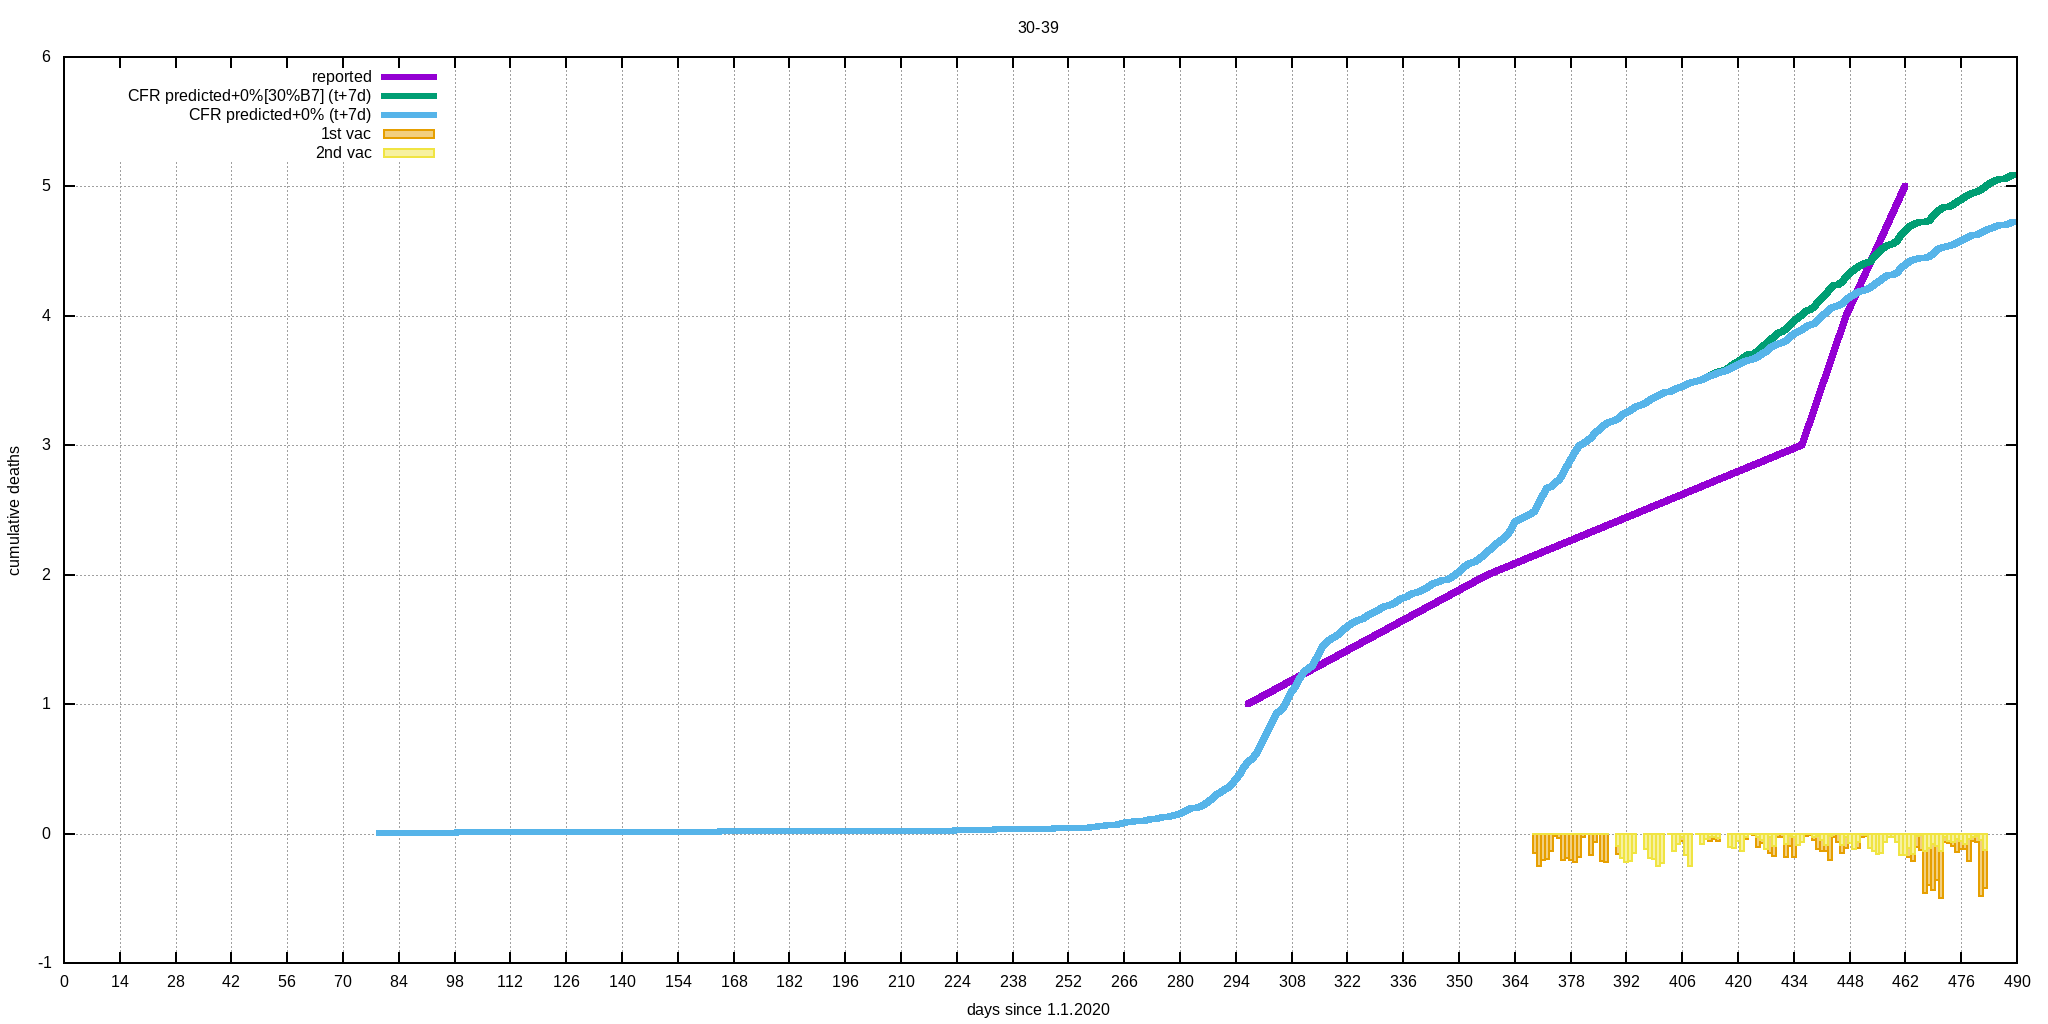 30-39
6
reported
CFR predicted+0%[30%B7] (t+7d)
CFR predicted+0% (t+7d)
1st vac
2nd vac
5
4
3
2
1
0
-1
cumulative deaths
0 14 28 42 56 70 84 98 112 126 140 154 168 182 196 210 224 238 252 266 280 294 308 322 336 350 364 378 392 406 420 434 448 462 476 490
days since 1.1.2020